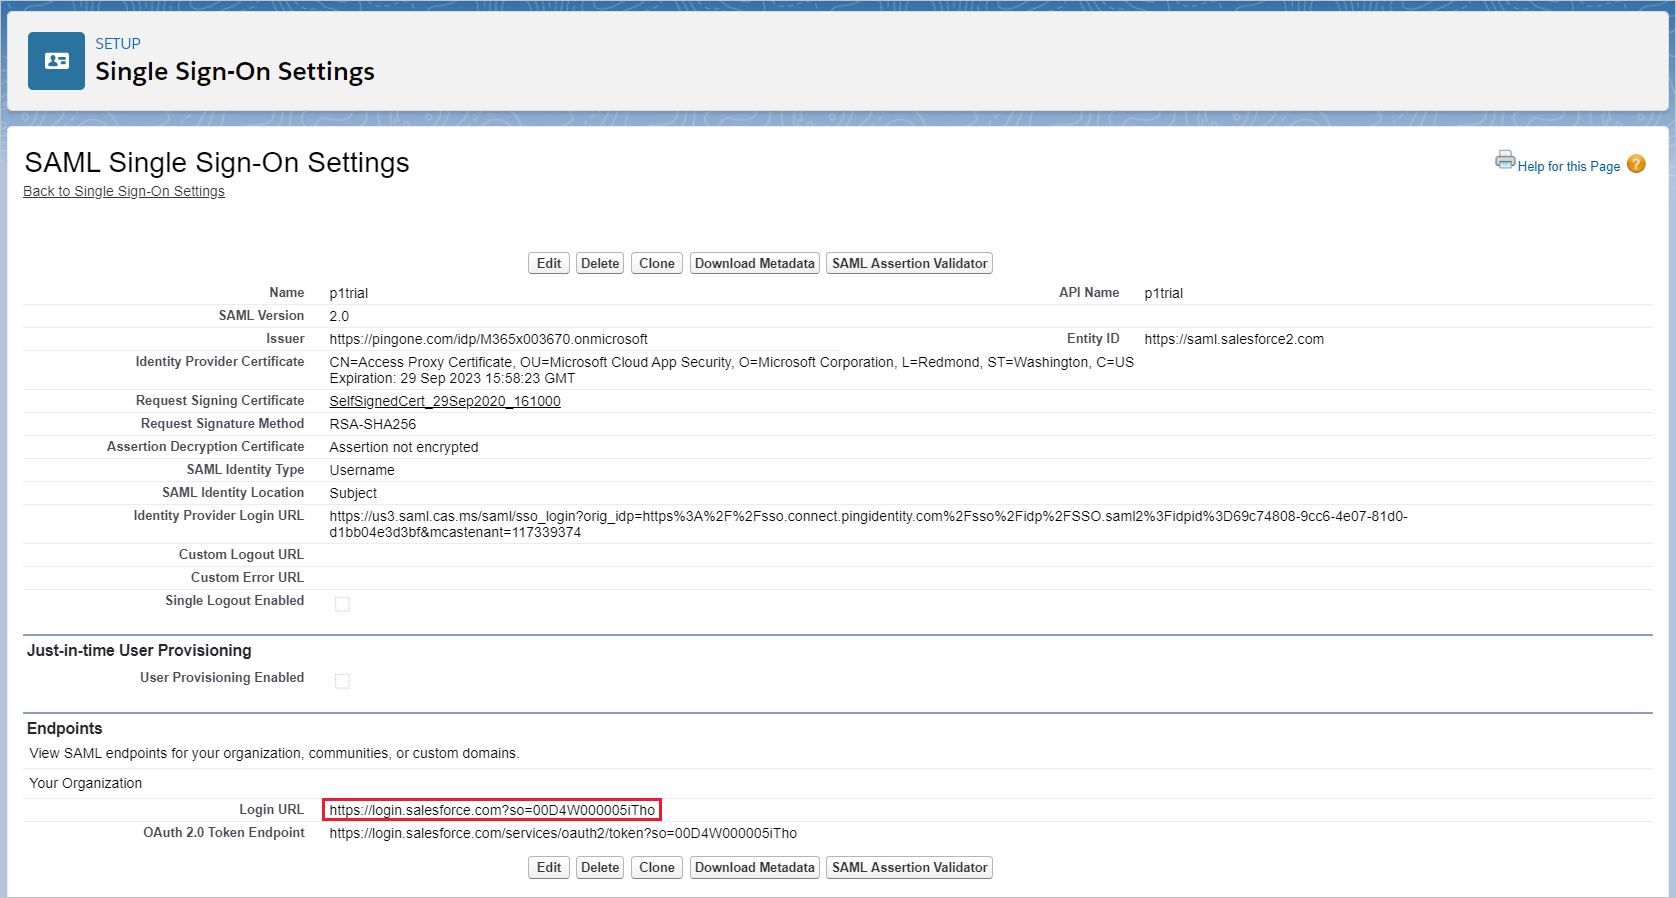 SETUP
Single Sign-On Settings
SAML Single Sign-On Settings
Help for this Page ?
Back to Single Sign-On Settings
Edit Delete Clone Download Metadata SAML Assertion Validator
Name p1trial API Name p1trial
SAML Version 2.0
Issuer https://pingone.com/idp/M365x003670.onmicrosoft Entity ID https://saml.salesforce2.com
Identity Provider Certificate CN=Access Proxy Certificate, OU=Microsoft Cloud App Security, O=Microsoft Corporation, L=Redmond, ST=Washington, C=US
Expiration: 29 Sep 2023 15:58:23 GMT
Request Signing Certificate SelfSignedCert_29Sep2020_161000
Request Signature Method RSA-SHA256
Assertion Decryption Certificate Assertion not encrypted
SAML Identity Type Username
SAML Identity Location Subject
Identity Provider Login URL https://us3.saml.cas.ms/saml/sso_login?orig_idp=https%3A%2F%2Fsso.connect.pingidentity.com%2Fsso%2Fidp%2FSSO.saml2%3Fidpid%3D69c74808-9cc6-4e07-81d0-
d1bb04e3d3bf&mcastenant=117339374
Custom Logout URL
Custom Error URL
Single Logout Enabled
Just-in-time User Provisioning
User Provisioning Enabled
Endpoints
View SAML endpoints for your organization, communities, or custom domains.
Your Organization
Login URL https://login.salesforce.com?so=00D4W000005iTho
OAuth 2.0 Token Endpoint https://login.salesforce.com/services/oauth2/token?so=00D4W000005iTho
Edit Delete Clone Download Metadata SAML Assertion Validator